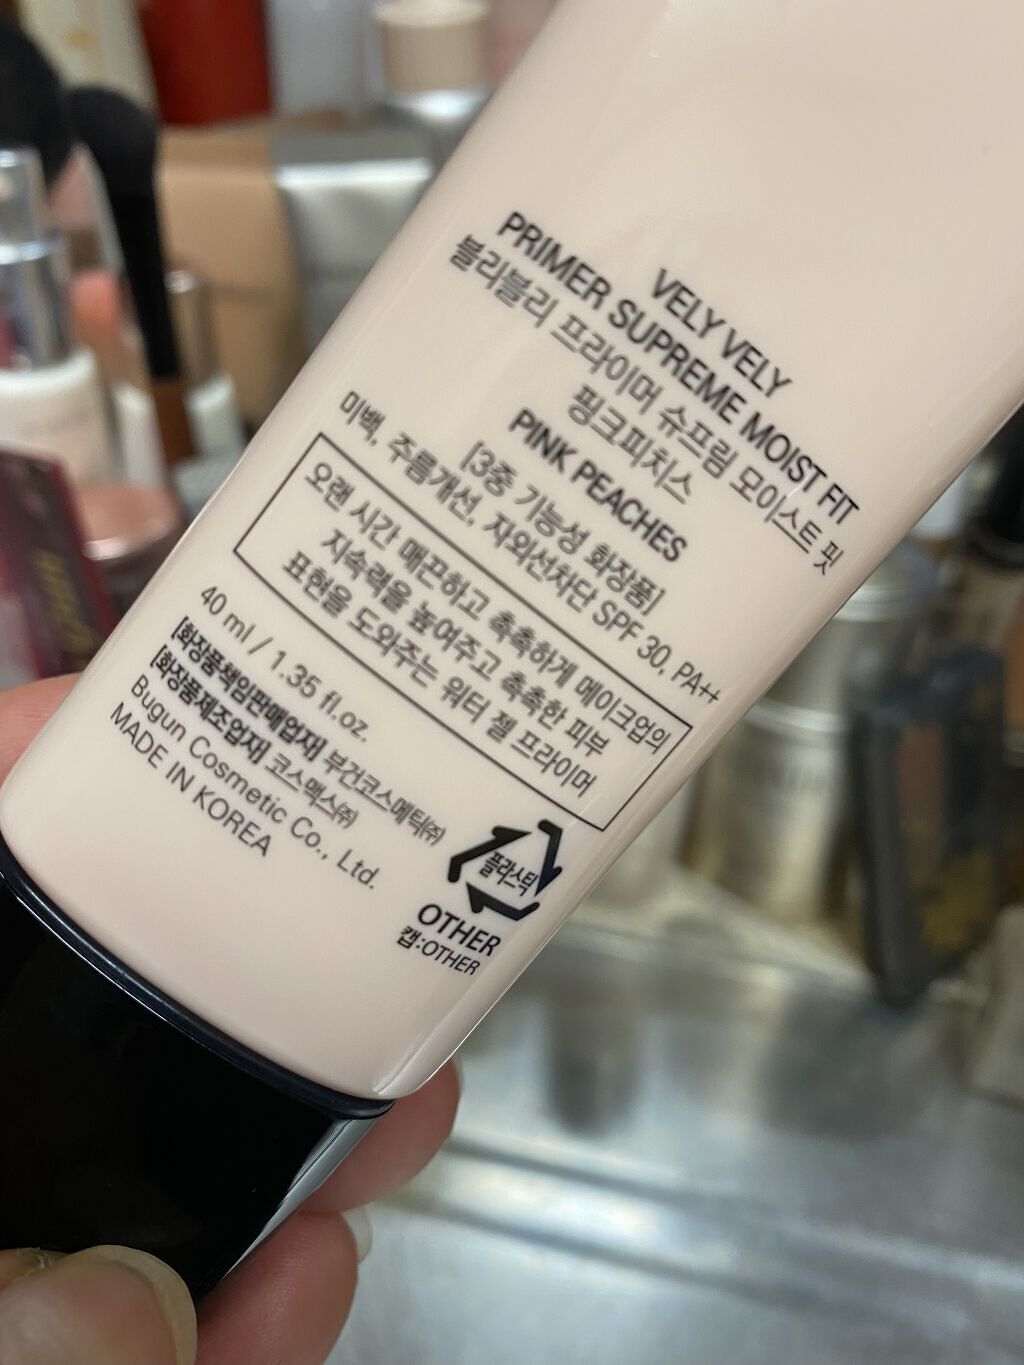 VELY VELY
PRIMER SUPREME MOIST FIT
블리블리 프라이머 슈프림 모이스트 핏
핑크피치스
PINK PEACHES
[3중 기능성 화장품]
미백, 주름개선, 자외선차단 SPF 30, PA++
오랜 시간 매끈하고 촉촉하게 메이크업의
지속력을 높여주고 촉촉한 피부
표현을 도와주는 워터 젤 프라이머
40 ml / 1.35 fl.oz.
[화장품책임판매업재 부건코스메틱㈜
[화장품제조업재 코스맥스㈜
Bugun Cosmetic Co., Ltd.
MADE IN KOREA
플라스틱
OTHER
캡:OTHER